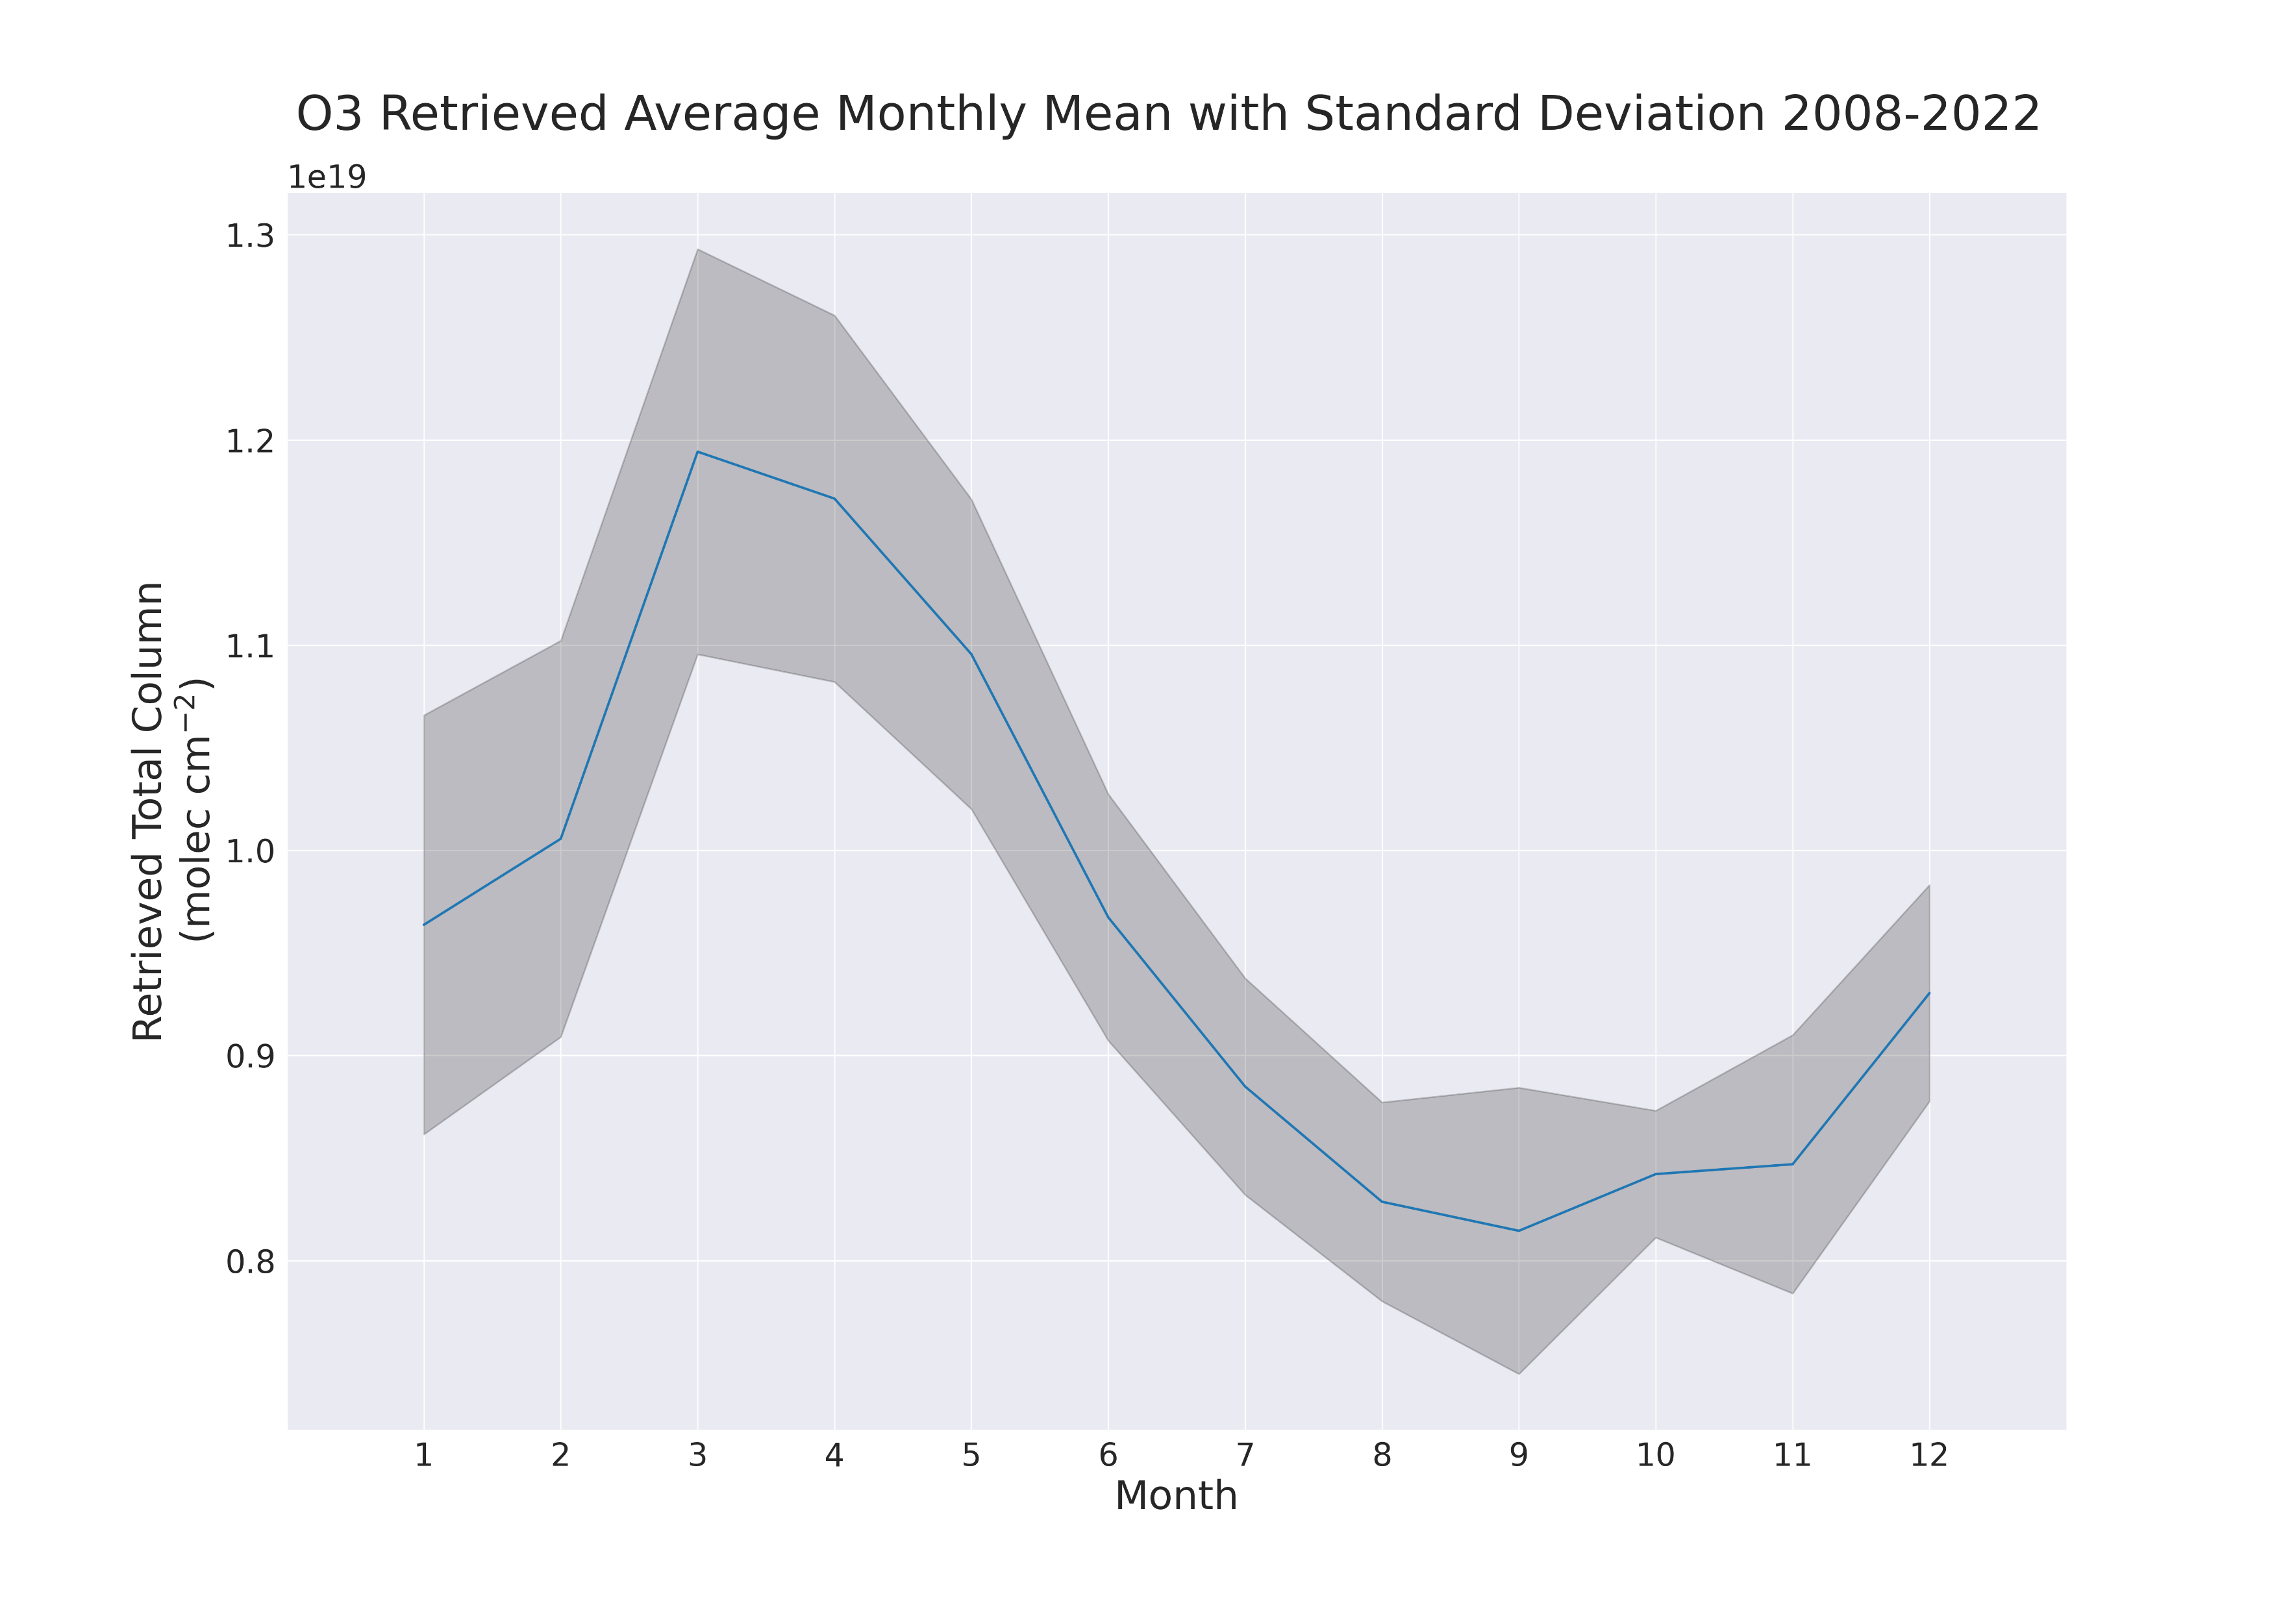 O3 Retrieved Average Monthly Mean with Standard Deviation 2008-2022
1e19
1.3
1.2
1.1
1.0
0.9
0.8
Retrieved Total Column
(molec cm⁻²)
1 2 3 4 5 6 7 8 9 10 11 12
Month